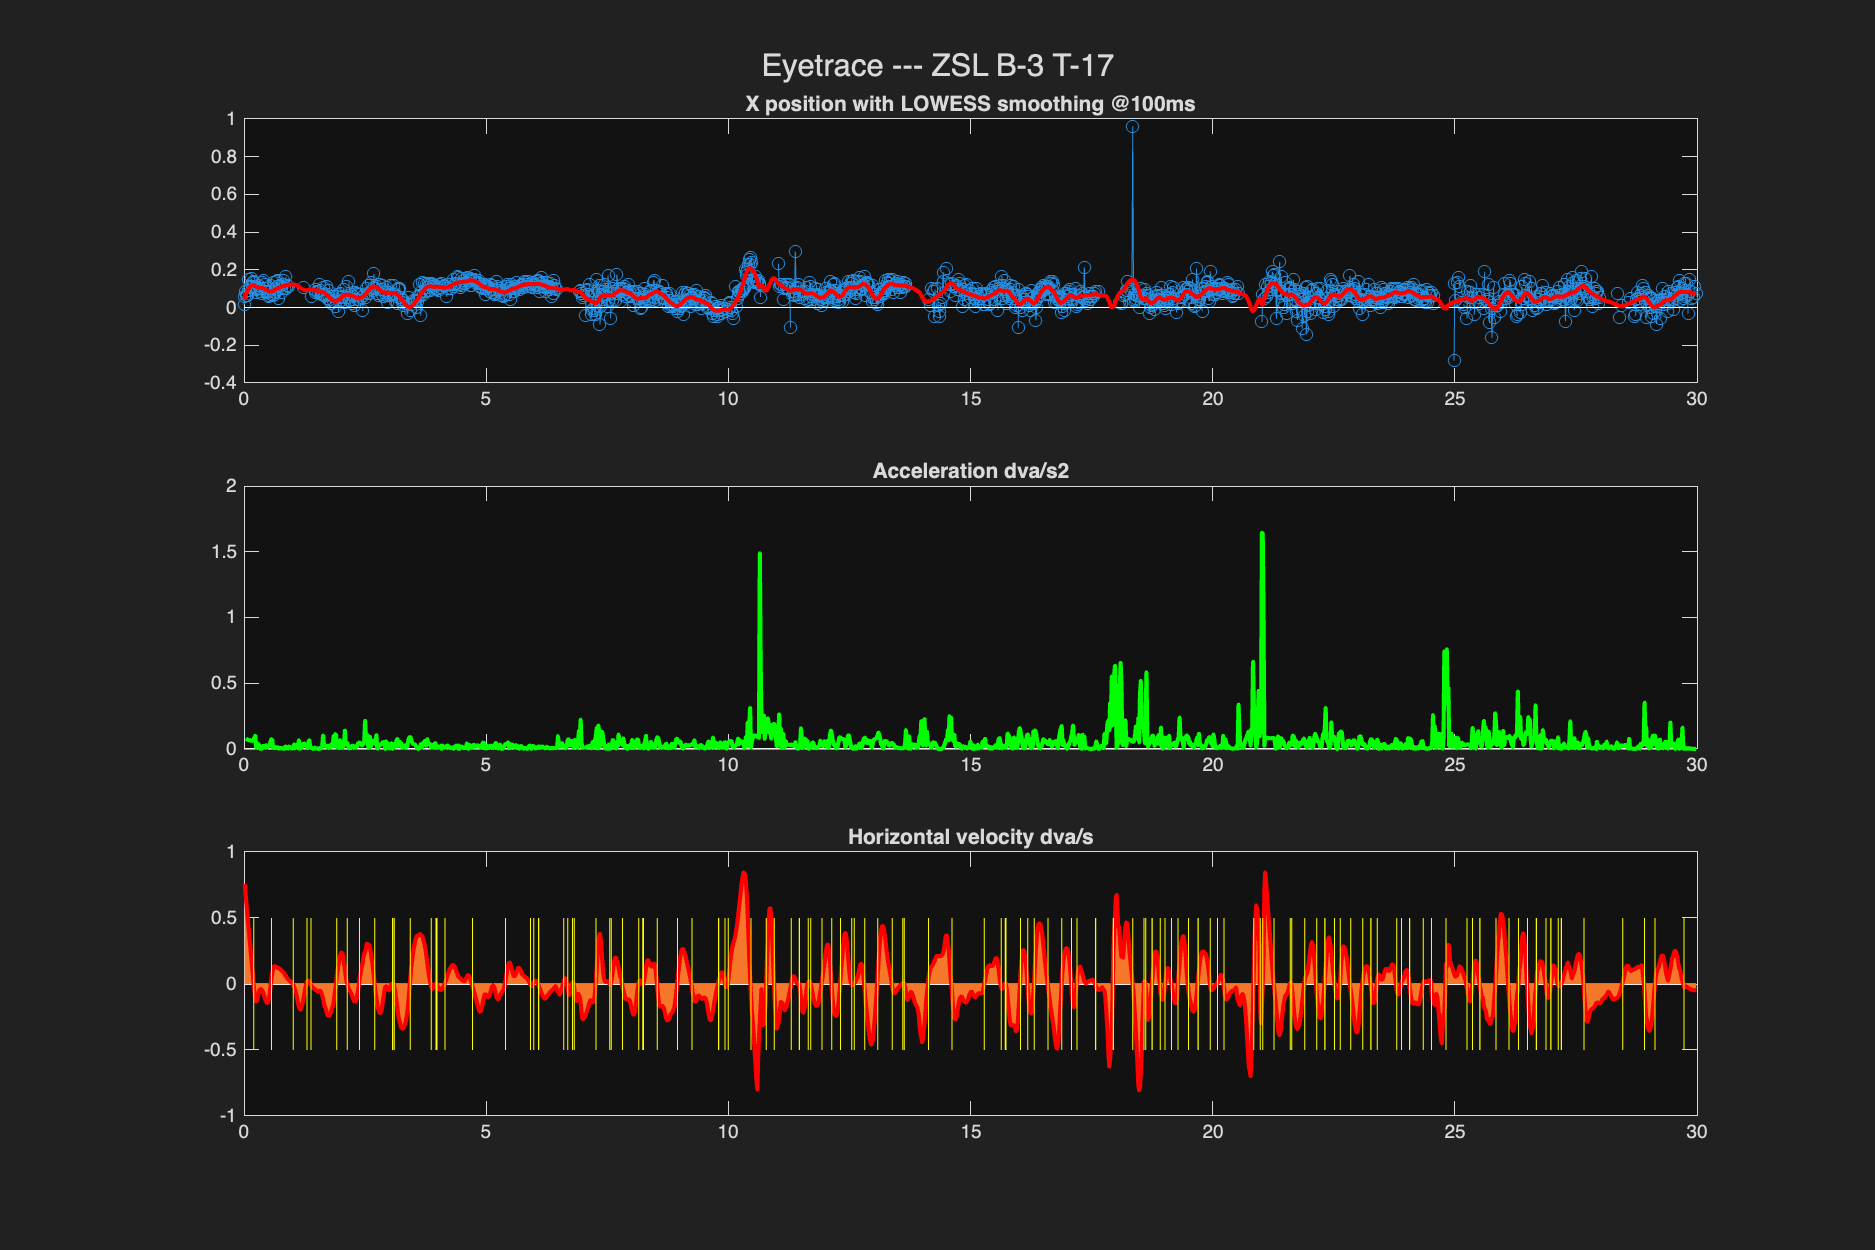 Eyetrace --- ZSL B-3 T-17
X position with LOWESS smoothing @100ms
1
0.8
0.6
0.4
0.2
0
-0.2
-0.4
0 5 10 15 20 25 30
Acceleration dva/s2
2
1.5
1
0.5
0
0 5 10 15 20 25 30
Horizontal velocity dva/s
1
0.5
0
-0.5
-1
0 5 10 15 20 25 30